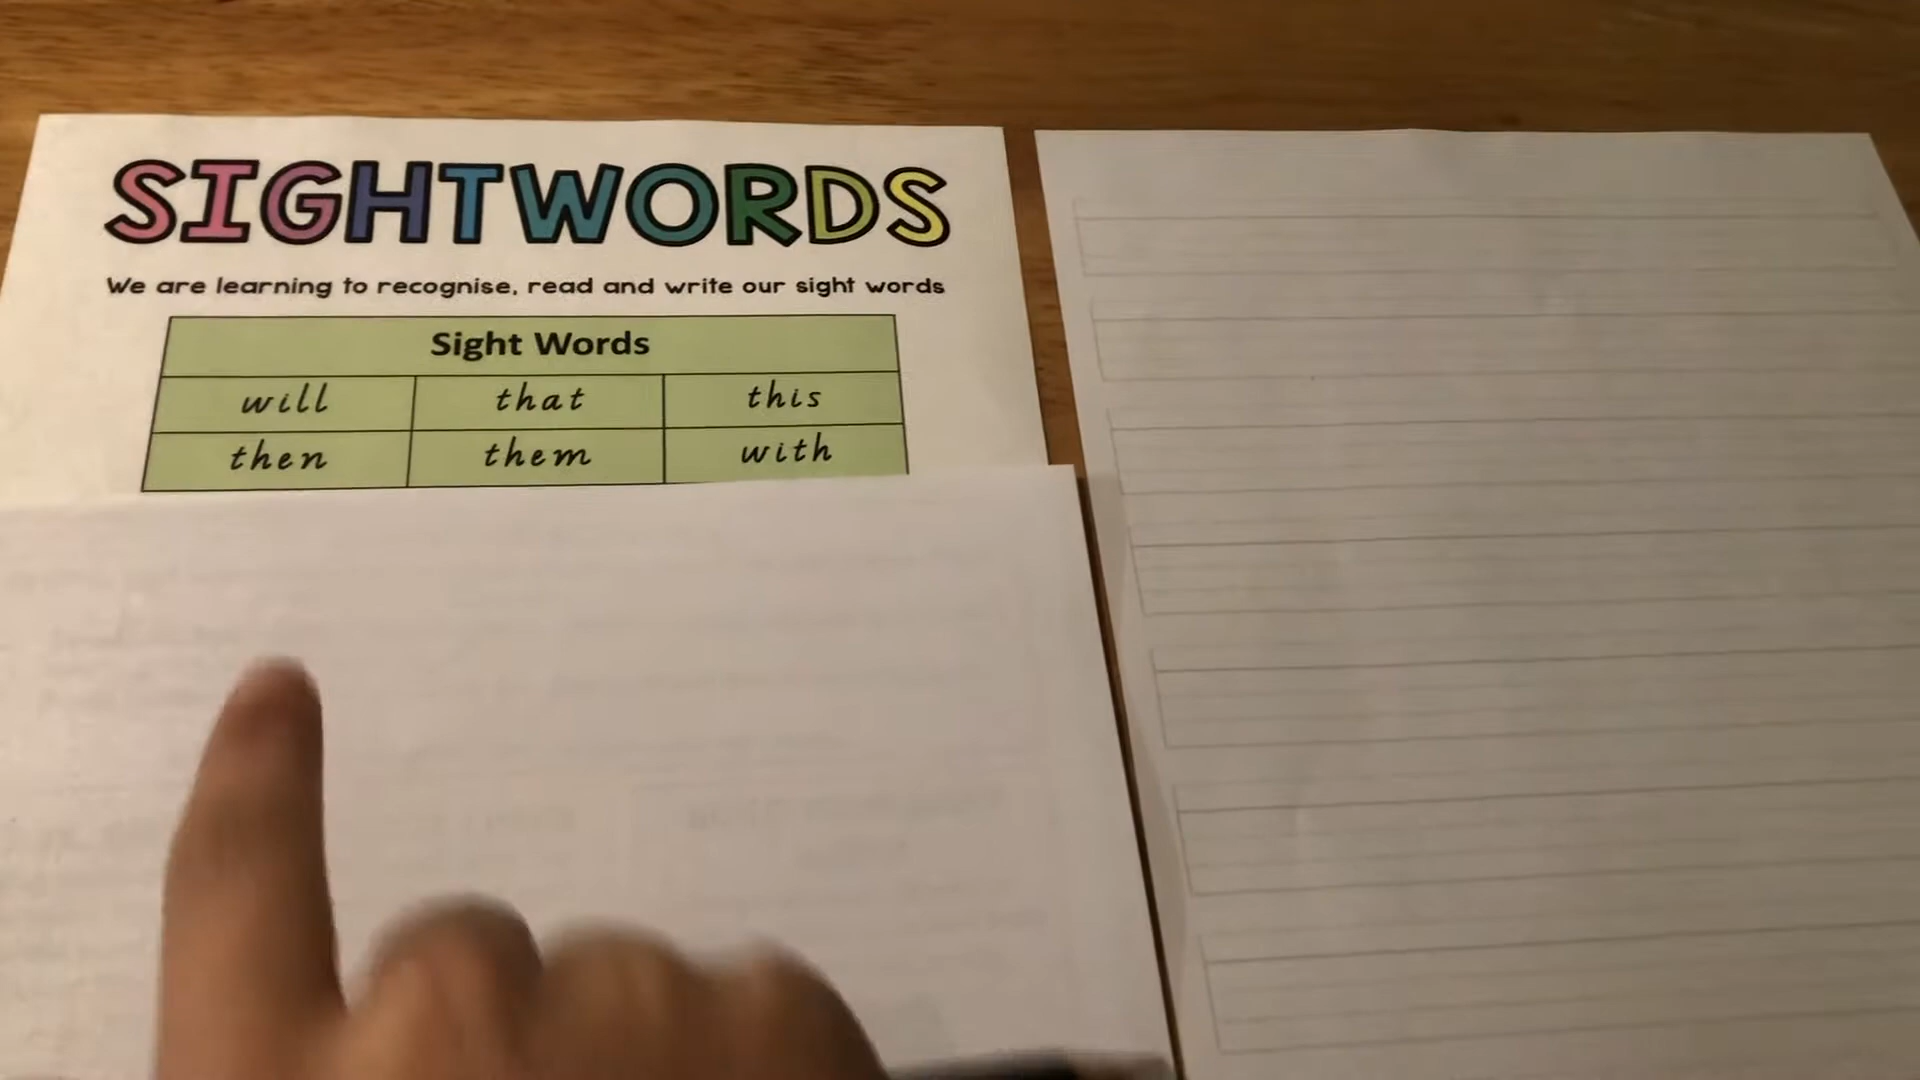 SIGHTWORDS
We are learning to recognise, read and write our sight words
Sight Words
will that this
then them with